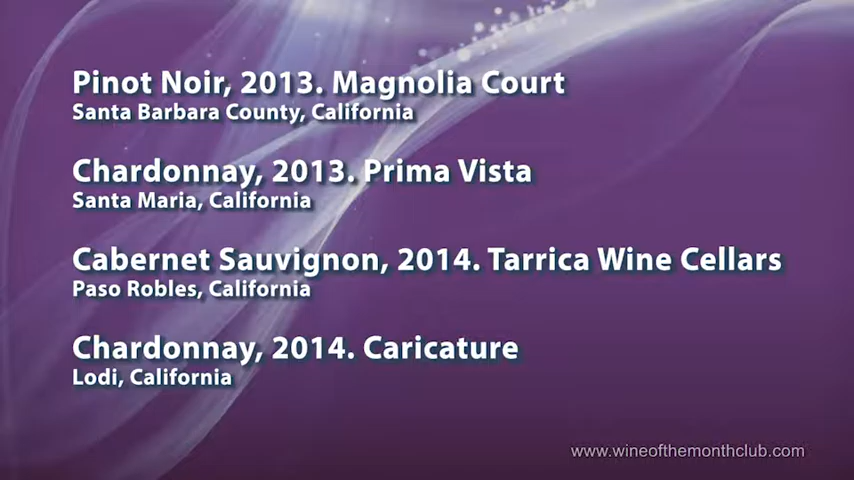 Pinot Noir, 2013. Magnolia Court
Santa Barbara County, California
Chardonnay, 2013. Prima Vista
Santa Maria, California
Cabernet Sauvignon, 2014. Tarrica Wine Cellars
Paso Robles, California
Chardonnay, 2014. Caricature
Lodi, California
www.wineofthemonthclub.com